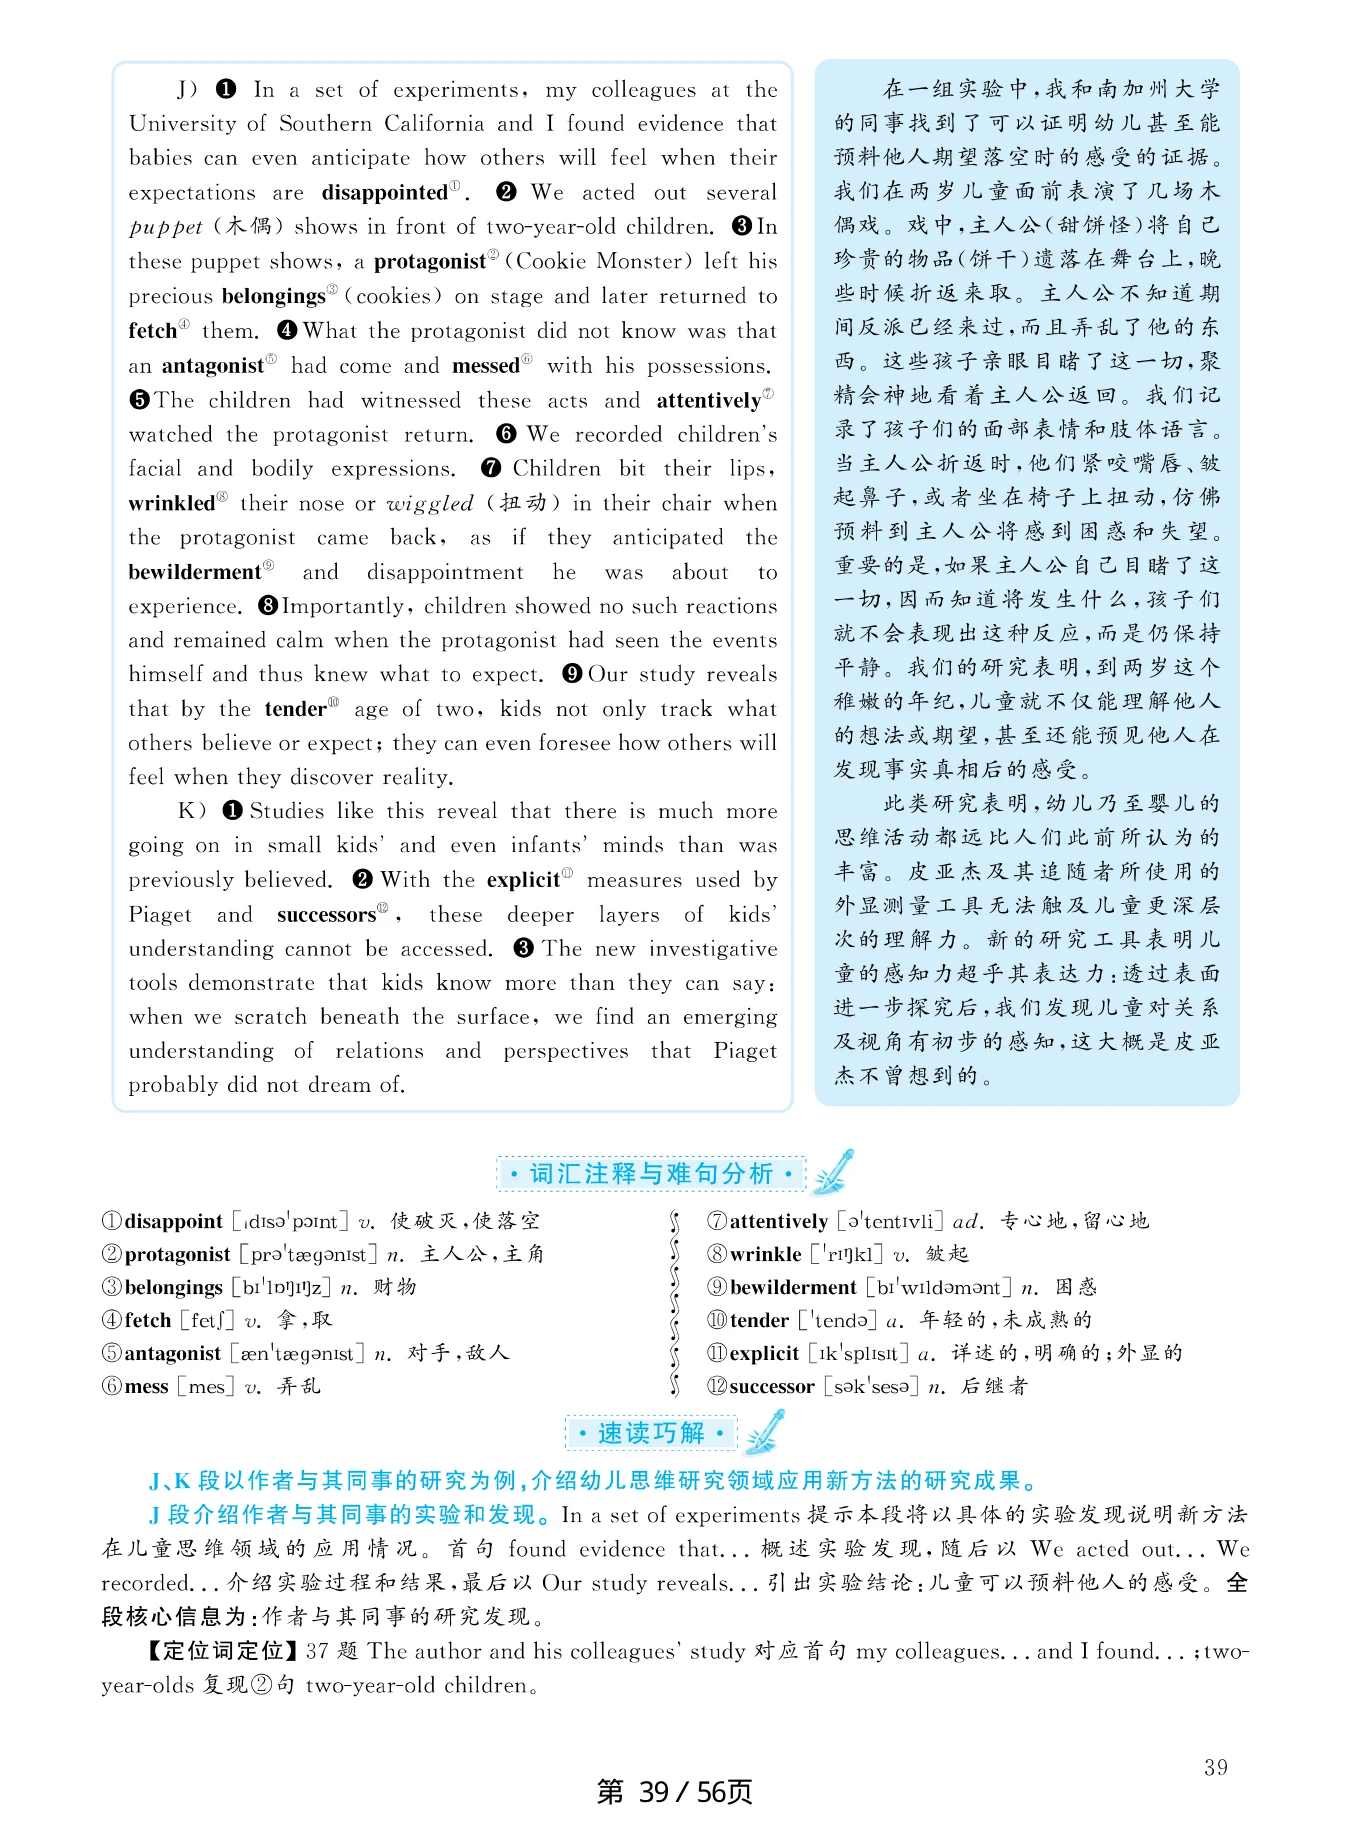 J) ❶ In a set of experiments, my colleagues at the
University of Southern California and I found evidence that
babies can even anticipate how others will feel when their
expectations are disappointed①. ❷ We acted out several
puppet (木偶) shows in front of two-year-old children. ❸In
these puppet shows, a protagonist②(Cookie Monster) left his
precious belongings③(cookies) on stage and later returned to
fetch④ them. ❹What the protagonist did not know was that
an antagonist⑤ had come and messed⑥ with his possessions.
❺The children had witnessed these acts and attentively⑦
watched the protagonist return. ❻ We recorded children's
facial and bodily expressions. ❼ Children bit their lips,
wrinkled⑧ their nose or wiggled (扭动) in their chair when
the protagonist came back, as if they anticipated the
bewilderment⑨ and disappointment he was about to
experience. ❽Importantly, children showed no such reactions
and remained calm when the protagonist had seen the events
himself and thus knew what to expect. ❾Our study reveals
that by the tender⑩ age of two, kids not only track what
others believe or expect; they can even foresee how others will
feel when they discover reality.
K) ❶Studies like this reveal that there is much more
going on in small kids' and even infants' minds than was
previously believed. ❷With the explicit⑪ measures used by
Piaget and successors⑫, these deeper layers of kids'
understanding cannot be accessed. ❸The new investigative
tools demonstrate that kids know more than they can say:
when we scratch beneath the surface, we find an emerging
understanding of relations and perspectives that Piaget
probably did not dream of.
在一组实验中,我和南加州大学
的同事找到了可以证明幼儿甚至能
预料他人期望落空时的感受的证据。
我们在两岁儿童面前表演了几场木
偶戏。戏中,主人公(甜饼怪)将自己
珍贵的物品(饼干)遗落在舞台上,晚
些时候折返来取。主人公不知道期
间反派已经来过,而且弄乱了他的东
西。这些孩子亲眼目睹了这一切,聚
精会神地看着主人公返回。我们记
录了孩子们的面部表情和肢体语言。
当主人公折返时,他们紧咬嘴唇、皱
起鼻子,或者坐在椅子上扭动,仿佛
预料到主人公将感到困惑和失望。
重要的是,如果主人公自己目睹了这
一切,因而知道将发生什么,孩子们
就不会表现出这种反应,而是仍保持
平静。我们的研究表明,到两岁这个
稚嫩的年纪,儿童就不仅能理解他人
的想法或期望,甚至还能预见他人在
发现事实真相后的感受。
此类研究表明,幼儿乃至婴儿的
思维活动都远比人们此前所认为的
丰富。皮亚杰及其追随者所使用的
外显测量工具无法触及儿童更深层
次的理解力。新的研究工具表明儿
童的感知力超乎其表达力:透过表面
进一步探究后,我们发现儿童对关系
及视角有初步的感知,这大概是皮亚
杰不曾想到的。
·词汇注释与难句分析·
①disappoint [ˌdɪsə'pɔɪnt] v. 使破灭,使落空
②protagonist [prə'tægənɪst] n. 主人公,主角
③belongings [bɪ'lɒŋɪŋz] n. 财物
④fetch [fetʃ] v. 拿,取
⑤antagonist [æn'tægənɪst] n. 对手,敌人
⑥mess [mes] v. 弄乱
⑦attentively [ə'tentɪvli] ad. 专心地,留心地
⑧wrinkle ['rɪŋkl] v. 皱起
⑨bewilderment [bɪ'wɪldəmənt] n. 困惑
⑩tender ['tendə] a. 年轻的,未成熟的
⑪explicit [ɪk'splɪsɪt] a. 详述的,明确的;外显的
⑫successor [sək'sesə] n. 后继者
·速读巧解·
J、K 段以作者与其同事的研究为例,介绍幼儿思维研究领域应用新方法的研究成果。
J 段介绍作者与其同事的实验和发现。In a set of experiments 提示本段将以具体的实验发现说明新方法
在儿童思维领域的应用情况。首句 found evidence that... 概述实验发现,随后以 We acted out... We
recorded... 介绍实验过程和结果,最后以 Our study reveals... 引出实验结论:儿童可以预料他人的感受。全
段核心信息为:作者与其同事的研究发现。
【定位词定位】37 题 The author and his colleagues' study 对应首句 my colleagues... and I found...;two-
year-olds 复现②句 two-year-old children。
39
第 39 / 56页